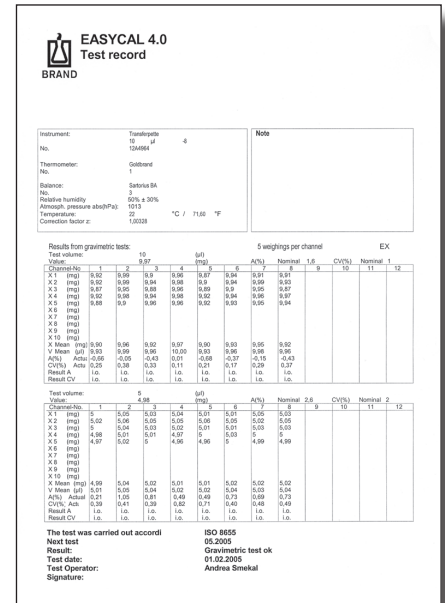 EASYCAL 4.0
Test record
BRAND
Instrument: Transferpette
10 µl -8
No. 12A4964
Thermometer: Goldbrand
No. 1
Balance: Sartorius BA
No. 3
Relative humidity 50% ± 30%
Atmosph. pressure abs(hPa): 1013
Temperature: 22 °C / 71,60 °F
Correction factor z: 1,00328
Note
Results from gravimetric tests: 5 weighings per channel EX
Test volume: 10 (µl)
Value: 9,97 (mg) A(%) Nominal 1,6 CV(%) Nominal 1
Channel-No 1 2 3 4 5 6 7 8 9 10 11 12
X 1 (mg) 9,92 9,99 9,9 9,96 9,87 9,94 9,91 9,91
X 2 (mg) 9,92 9,99 9,94 9,98 9,9 9,94 9,99 9,93
X 3 (mg) 9,87 9,95 9,88 9,96 9,89 9,9 9,95 9,87
X 4 (mg) 9,92 9,98 9,94 9,98 9,92 9,94 9,96 9,97
X 5 (mg) 9,88 9,9 9,96 9,96 9,92 9,93 9,95 9,94
X 6 (mg)
X 7 (mg)
X 8 (mg)
X 9 (mg)
X 10 (mg)
X Mean (mg) 9,90 9,96 9,92 9,97 9,90 9,93 9,95 9,92
V Mean (µl) 9,93 9,99 9,96 10,00 9,93 9,96 9,98 9,96
A(%) Actu -0,66 -0,05 -0,43 0,01 -0,68 -0,37 -0,15 -0,43
CV(%) Actu 0,25 0,38 0,33 0,11 0,21 0,17 0,29 0,37
Result A i.o. i.o. i.o. i.o. i.o. i.o. i.o. i.o.
Result CV i.o. i.o. i.o. i.o. i.o. i.o. i.o. i.o.
Test volume: 5 (µl)
Value: 4,98 (mg) A(%) Nominal 2,6 CV(%) Nominal 2
Channel-No. 1 2 3 4 5 6 7 8 9 10 11 12
X 1 (mg) 5 5,05 5,03 5,04 5,01 5,01 5,05 5,03
X 2 (mg) 5,02 5,06 5,05 5,05 5,06 5,05 5,02 5,05
X 3 (mg) 5 5,04 5,03 5,02 5,01 5,01 5,03 5,03
X 4 (mg) 4,98 5,01 5,01 4,97 5 5,03 5 5
X 5 (mg) 4,97 5,02 5 4,96 4,96 5 4,99 4,99
X 6 (mg)
X 7 (mg)
X 8 (mg)
X 9 (mg)
X 10 (mg)
X Mean (mg) 4,99 5,04 5,02 5,01 5,01 5,02 5,02 5,02
V Mean (µl) 5,01 5,05 5,04 5,02 5,02 5,04 5,03 5,04
A(%) Actual 0,21 1,05 0,81 0,49 0,49 0,73 0,69 0,73
CV(%) Actu 0,39 0,41 0,39 0,82 0,71 0,40 0,48 0,49
Result A i.o. i.o. i.o. i.o. i.o. i.o. i.o. i.o.
Result CV i.o. i.o. i.o. i.o. i.o. i.o. i.o. i.o.
The test was carried out accordi ISO 8655
Next test 05.2005
Result: Gravimetric test ok
Test date: 01.02.2005
Test Operator: Andrea Smekal
Signature: